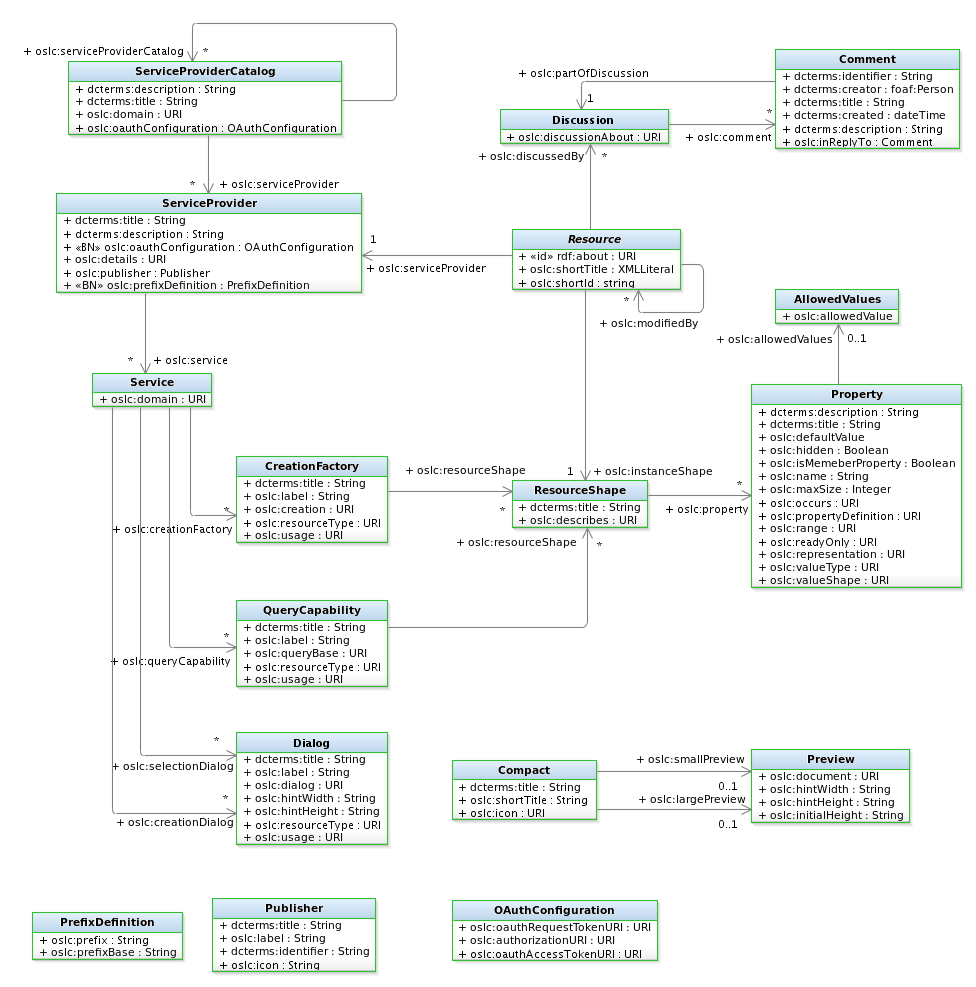 + oslc:serviceProviderCatalog
*
ServiceProviderCatalog
+ dcterms:description : String
+ dcterms:title : String
+ oslc:domain : URI
+ oslc:oauthConfiguration : OAuthConfiguration
* + oslc:serviceProvider
ServiceProvider
+ dcterms:title : String
+ dcterms:description : String
+ «BN» oslc:oauthConfiguration : OAuthConfiguration
+ oslc:details : URI
+ oslc:publisher : Publisher
+ «BN» oslc:prefixDefinition : PrefixDefinition
+ oslc:partOfDiscussion
1
Discussion
+ oslc:discussionAbout : URI
*
+ oslc:comment
Comment
+ dcterms:identifier : String
+ dcterms:creator : foaf:Person
+ dcterms:title : String
+ dcterms:created : dateTime
+ dcterms:description : String
+ oslc:inReplyTo : Comment
+ oslc:discussedBy *
Resource
+ «id» rdf:about : URI
+ oslc:shortTitle : XMLLiteral
+ oslc:shortId : string
1
+ oslc:serviceProvider
*
+ oslc:modifiedBy
AllowedValues
+ oslc:allowedValue
+ oslc:allowedValues 0..1
* + oslc:service
Service
+ oslc:domain : URI
Property
+ dcterms:description : String
+ dcterms:title : String
+ oslc:defaultValue
+ oslc:hidden : Boolean
+ oslc:isMemeberProperty : Boolean
+ oslc:name : String
+ oslc:maxSize : Integer
+ oslc:occurs : URI
+ oslc:propertyDefinition : URI
+ oslc:range : URI
+ oslc:readyOnly : URI
+ oslc:representation : URI
+ oslc:valueType : URI
+ oslc:valueShape : URI
CreationFactory
+ dcterms:title : String
+ oslc:label : String
+ oslc:creation : URI
+ oslc:resourceType : URI
+ oslc:usage : URI
*
+ oslc:creationFactory
+ oslc:resourceShape
*
1 + oslc:instanceShape
ResourceShape
+ dcterms:title : String
+ oslc:describes : URI
*
+ oslc:property
+ oslc:resourceShape *
QueryCapability
+ dcterms:title : String
+ oslc:label : String
+ oslc:queryBase : URI
+ oslc:resourceType : URI
+ oslc:usage : URI
*
+ oslc:queryCapability
Dialog
+ dcterms:title : String
+ oslc:label : String
+ oslc:dialog : URI
+ oslc:hintWidth : String
+ oslc:hintHeight : String
+ oslc:resourceType : URI
+ oslc:usage : URI
*
+ oslc:selectionDialog
*
+ oslc:creationDialog
Compact
+ dcterms:title : String
+ oslc:shortTitle : String
+ oslc:icon : URI
+ oslc:smallPreview
0..1
+ oslc:largePreview
0..1
Preview
+ oslc:document : URI
+ oslc:hintWidth : String
+ oslc:hintHeight : String
+ oslc:initialHeight : String
PrefixDefinition
+ oslc:prefix : String
+ oslc:prefixBase : String
Publisher
+ dcterms:title : String
+ oslc:label : String
+ dcterms:identifier : String
+ oslc:icon : String
OAuthConfiguration
+ oslc:oauthRequestTokenURI : URI
+ oslc:authorizationURI : URI
+ oslc:oauthAccessTokenURI : URI